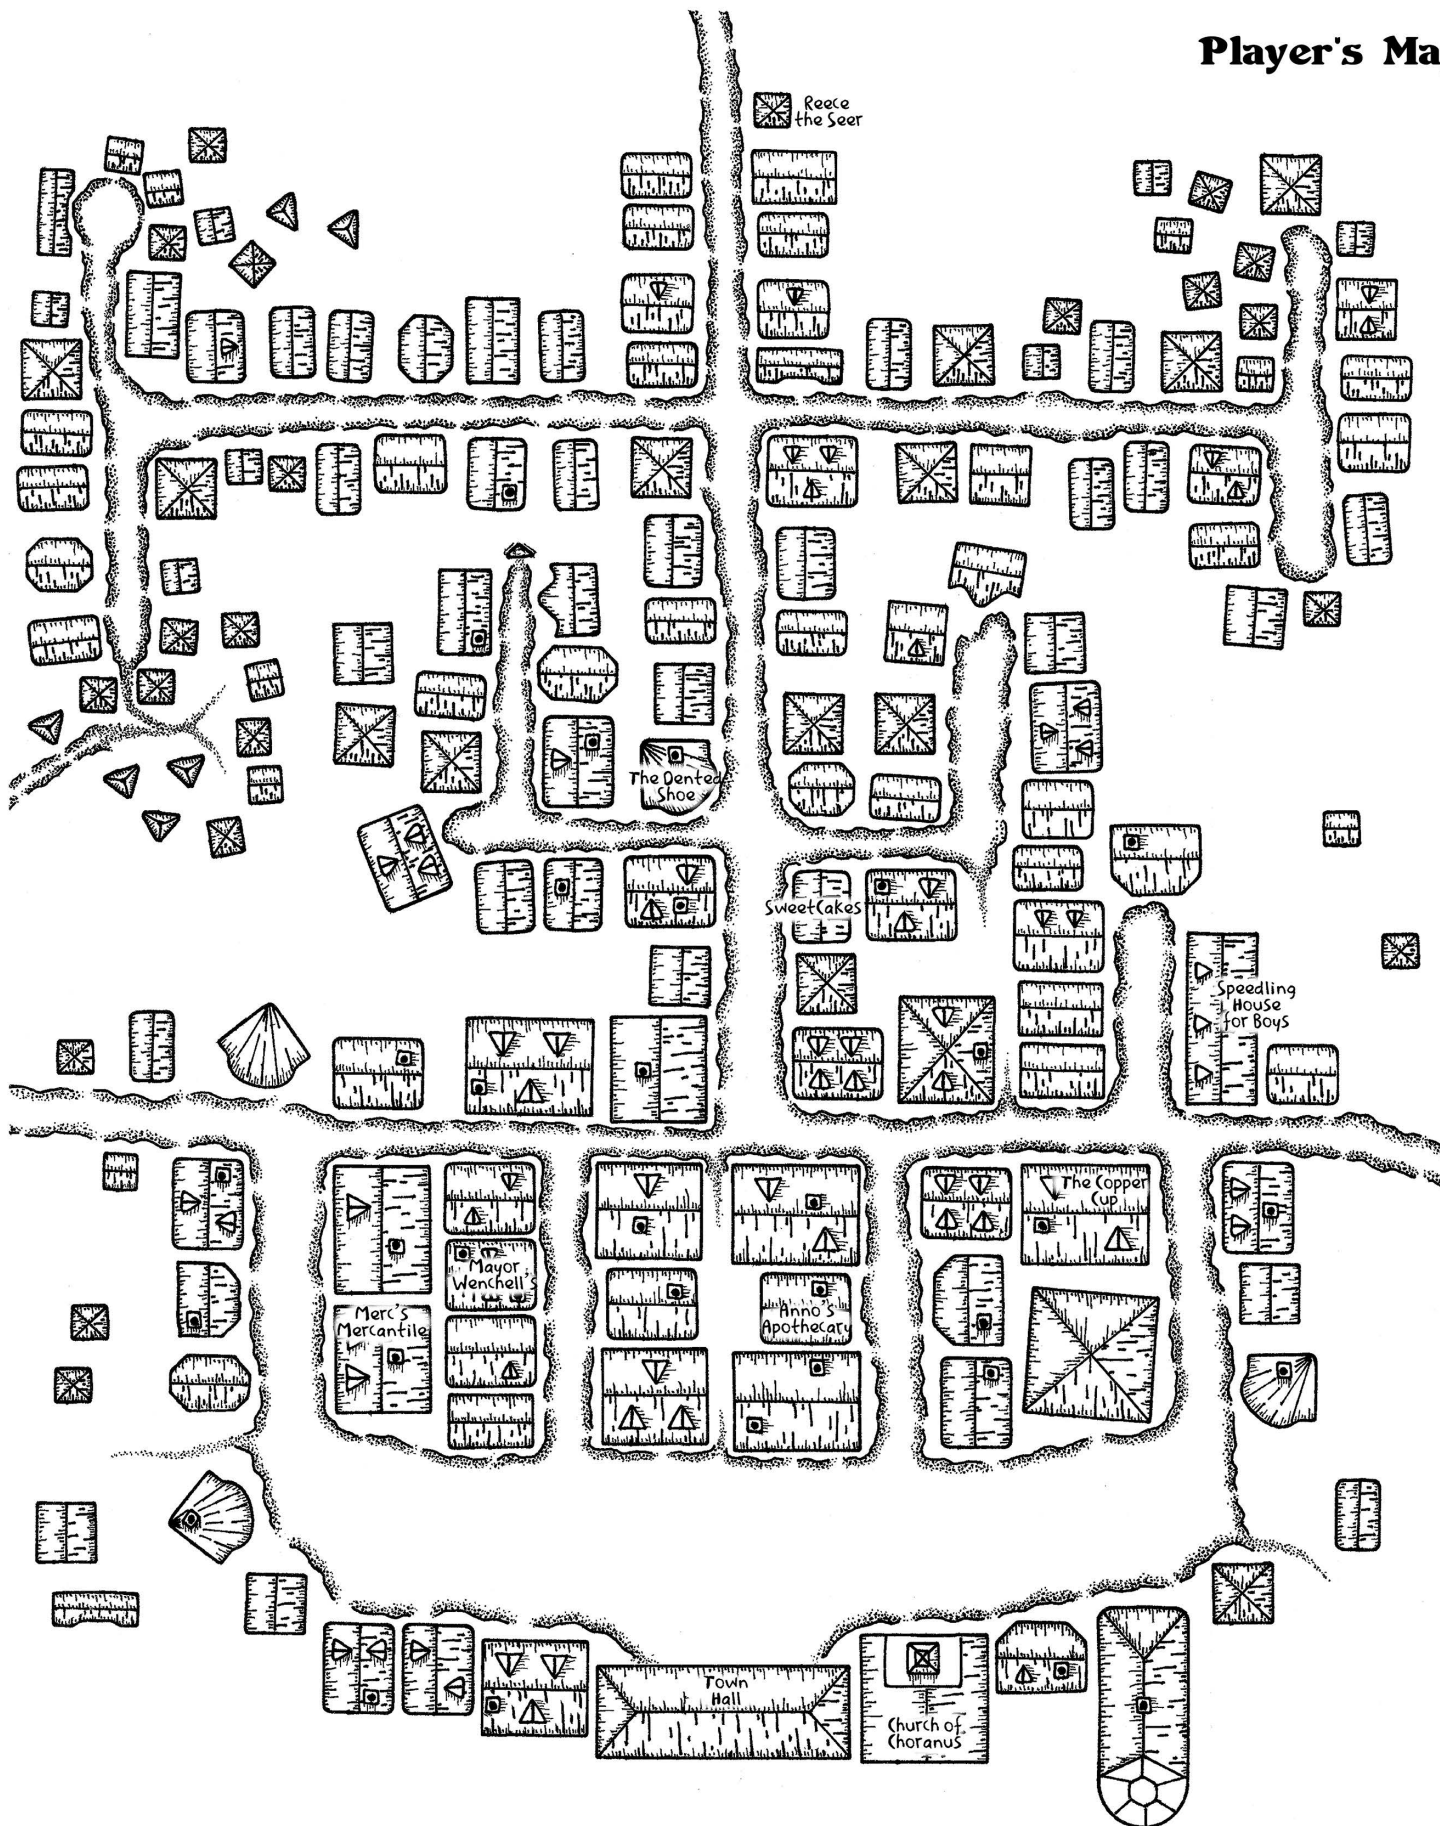 Player's Ma
Reece
the Seer
The Dented
Shoe
SweetCakes
Speedling
House
for Boys
The Copper
Cup
Mayor
Wenchell's
Merc's
Mercantile
Anno's
Apothecary
Town
Hall
Church of
Choranus